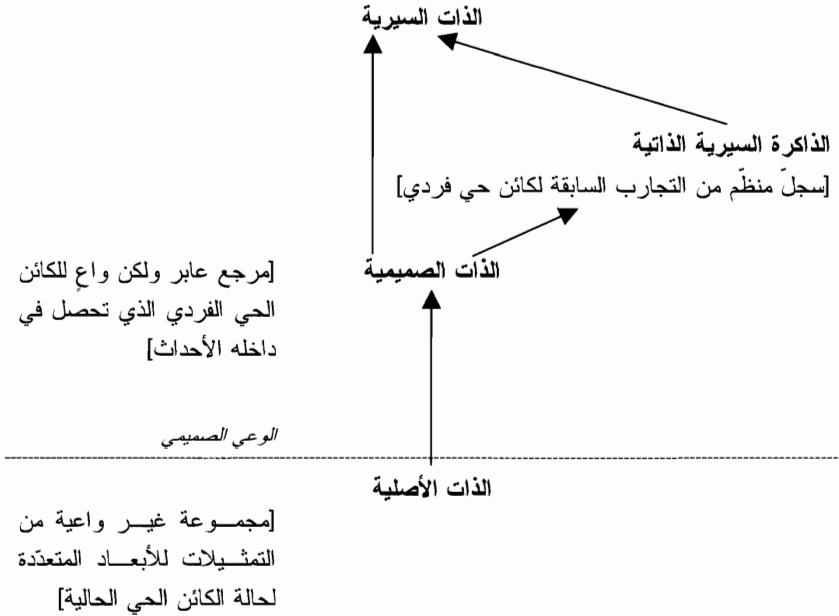 الذات السيرية
الذاكرة السيرية الذاتية
[سجلّ منظّم من التجارب السابقة لكائن حي فردي]
الذات الصميمية
[مرجع عابر ولكن واعٍ للكائن
الحي الفردي الذي تحصل في
داخله الأحداث]
الوعي الصميمي
الذات الأصلية
[مجموعة غير واعية من
التمثيلات للأبعاد المتعدّدة
لحالة الكائن الحي الحالية]